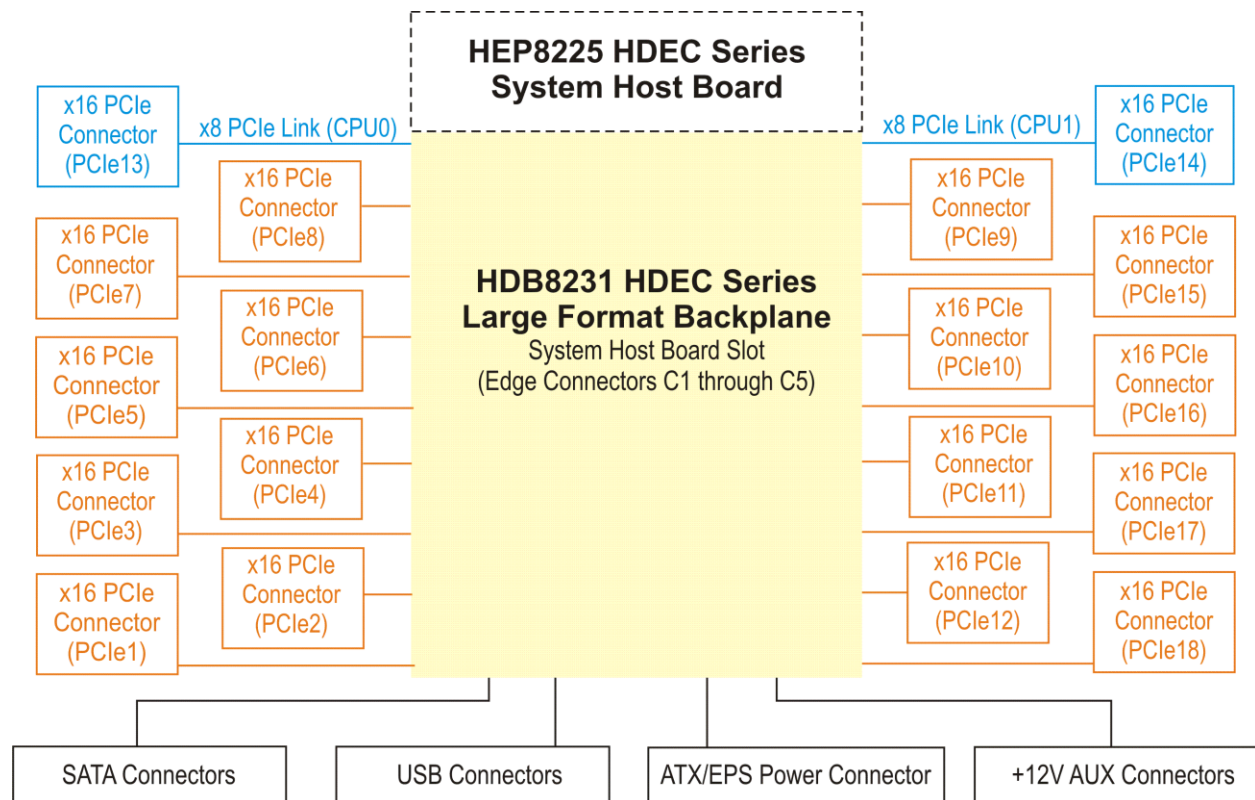 HEP8225 HDEC Series
System Host Board
x16 PCIe
Connector
(PCIe13)
x8 PCIe Link (CPU0)
x8 PCIe Link (CPU1)
x16 PCIe
Connector
(PCIe14)
x16 PCIe
Connector
(PCIe8)
x16 PCIe
Connector
(PCIe9)
x16 PCIe
Connector
(PCIe7)
x16 PCIe
Connector
(PCIe15)
HDB8231 HDEC Series
Large Format Backplane
System Host Board Slot
(Edge Connectors C1 through C5)
x16 PCIe
Connector
(PCIe6)
x16 PCIe
Connector
(PCIe10)
x16 PCIe
Connector
(PCIe5)
x16 PCIe
Connector
(PCIe16)
x16 PCIe
Connector
(PCIe4)
x16 PCIe
Connector
(PCIe11)
x16 PCIe
Connector
(PCIe3)
x16 PCIe
Connector
(PCIe17)
x16 PCIe
Connector
(PCIe2)
x16 PCIe
Connector
(PCIe12)
x16 PCIe
Connector
(PCIe1)
x16 PCIe
Connector
(PCIe18)
SATA Connectors
USB Connectors
ATX/EPS Power Connector
+12V AUX Connectors